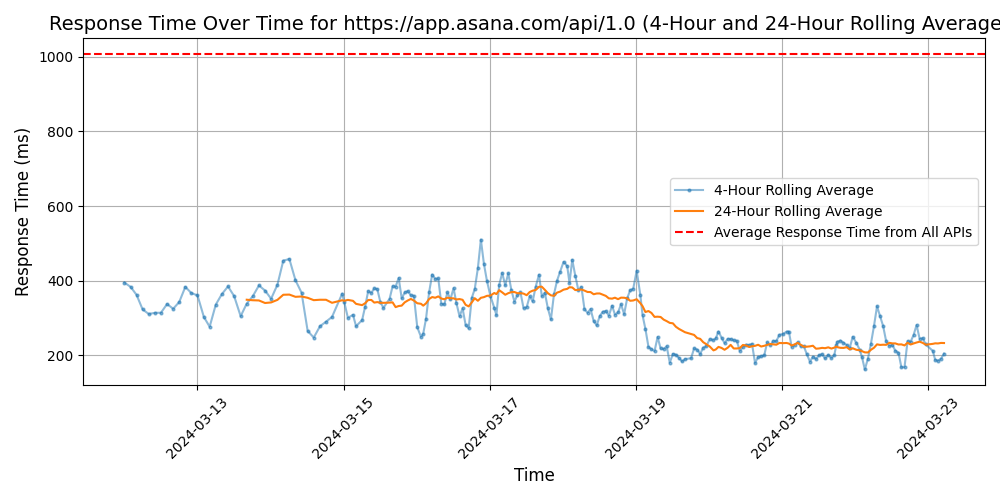 Response Time Over Time for https://app.asana.com/api/1.0 (4-Hour and 24-Hour Rolling Average
Response Time (ms)
1000
800
600
400
200
4-Hour Rolling Average
24-Hour Rolling Average
Average Response Time from All APIs
2024-03-13
2024-03-15
2024-03-17
2024-03-19
2024-03-21
2024-03-23
Time